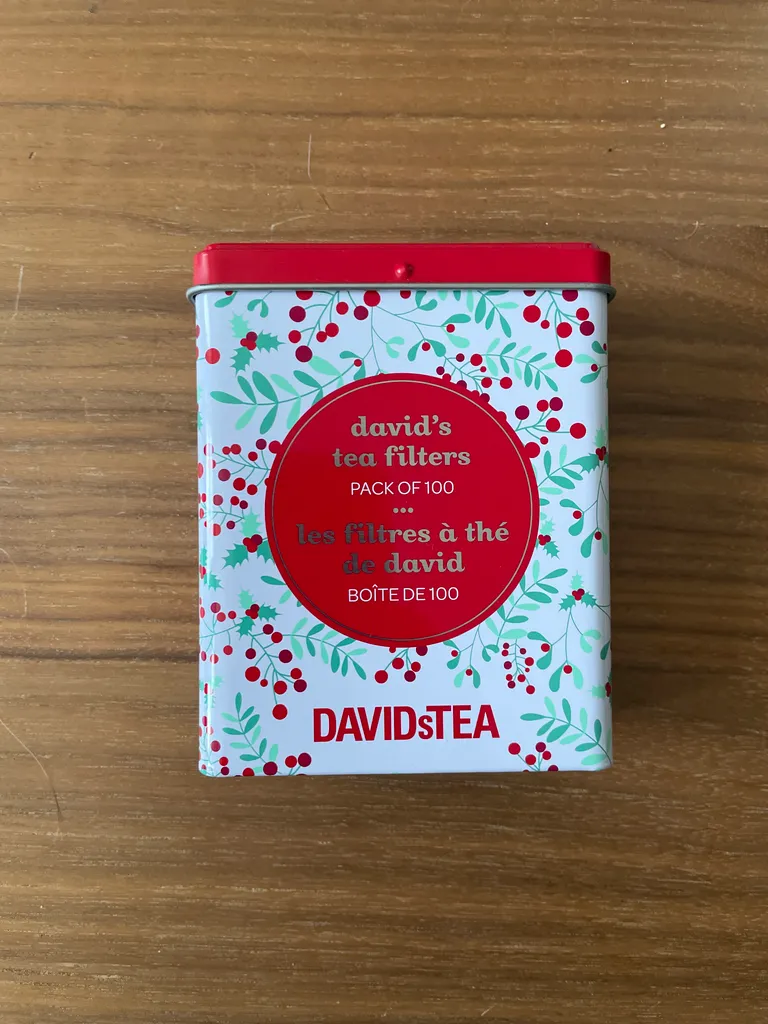 david's
tea filters
PACK OF 100
•••
les filtres à thé
de david
BOÎTE DE 100
DAVIDsTEA